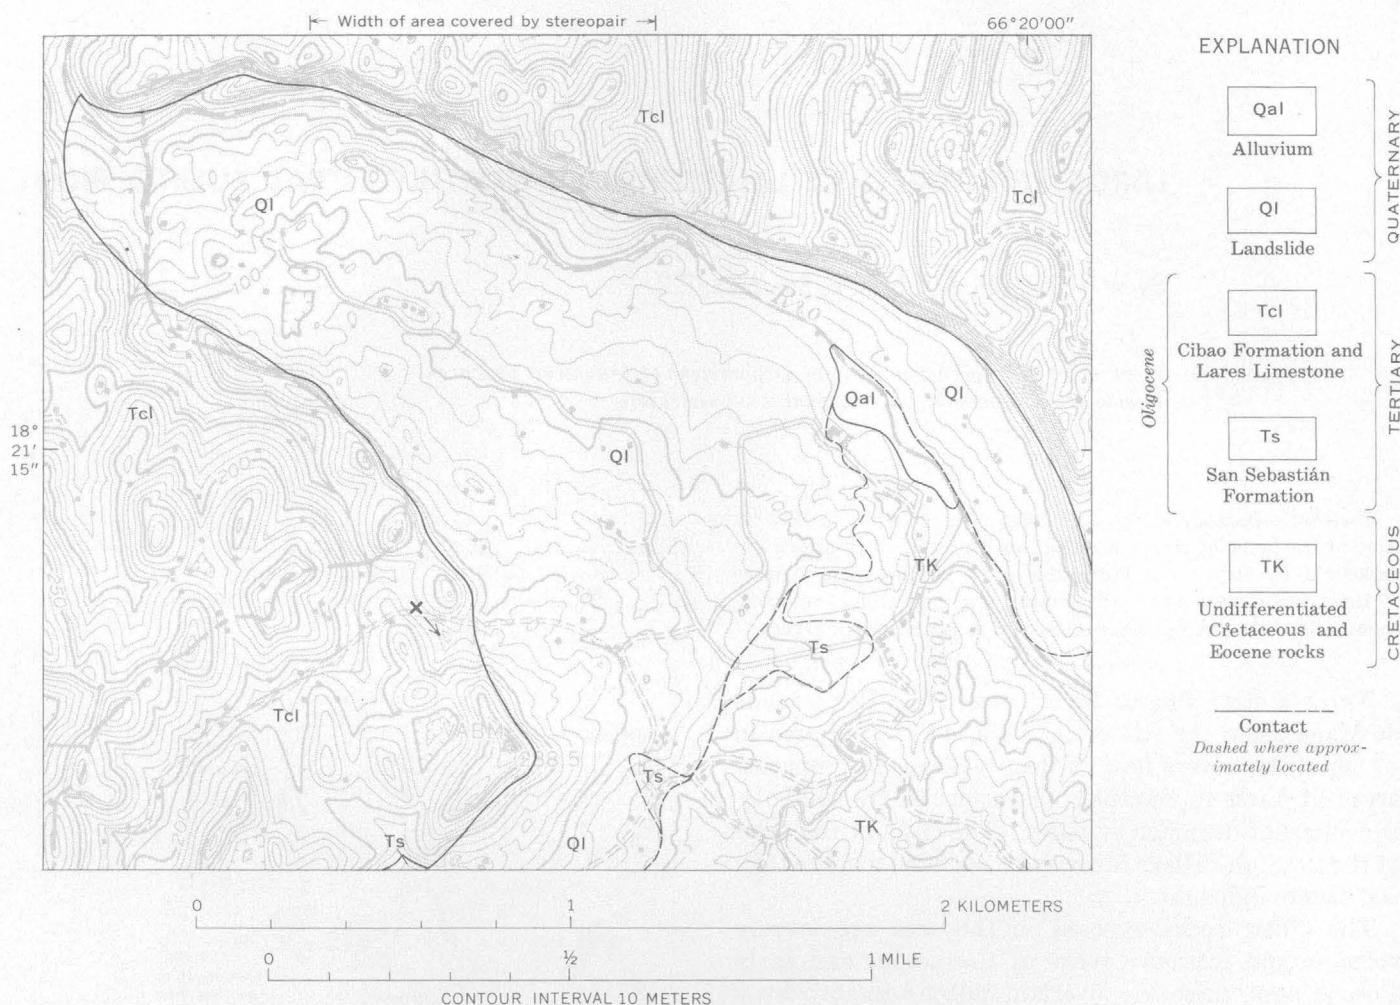 Width of area covered by stereopair
66°20'00"
EXPLANATION
Tcl
Tcl
Ql
Qal
Alluvium
Ql
Landslide
QUATERNARY
Río
Tcl
Cibao Formation and
Lares Limestone
Oligocene
Ts
San Sebastián
Formation
TERTIARY
TK
Undifferentiated
Cretaceous and
Eocene rocks
CRETACEOUS
Contact
Dashed where approx-
imately located
Qal
Ql
Tcl
18°
21'
15"
Ql
100
TK
Cibuco
Ts
Tcl
VABM
Ts
Ts
Ql
TK
0
1
2 KILOMETERS
0
½
1 MILE
CONTOUR INTERVAL 10 METERS